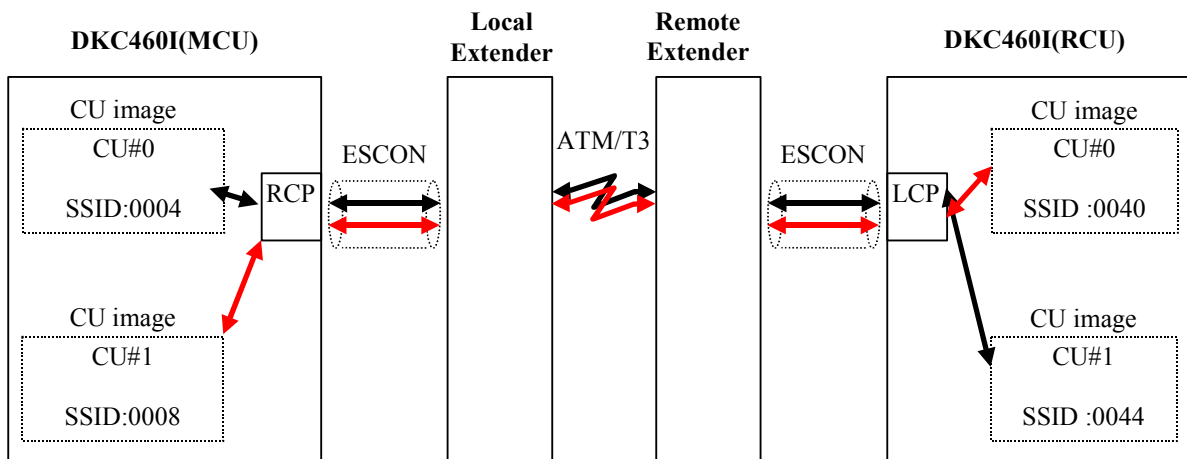 DKC460I(MCU)
Local
Extender
Remote
Extender
DKC460I(RCU)
CU image
CU#0
SSID:0004
RCP
ESCON
ATM/T3
ESCON
LCP
CU image
CU#0
SSID :0040
CU image
CU#1
SSID:0008
CU image
CU#1
SSID :0044